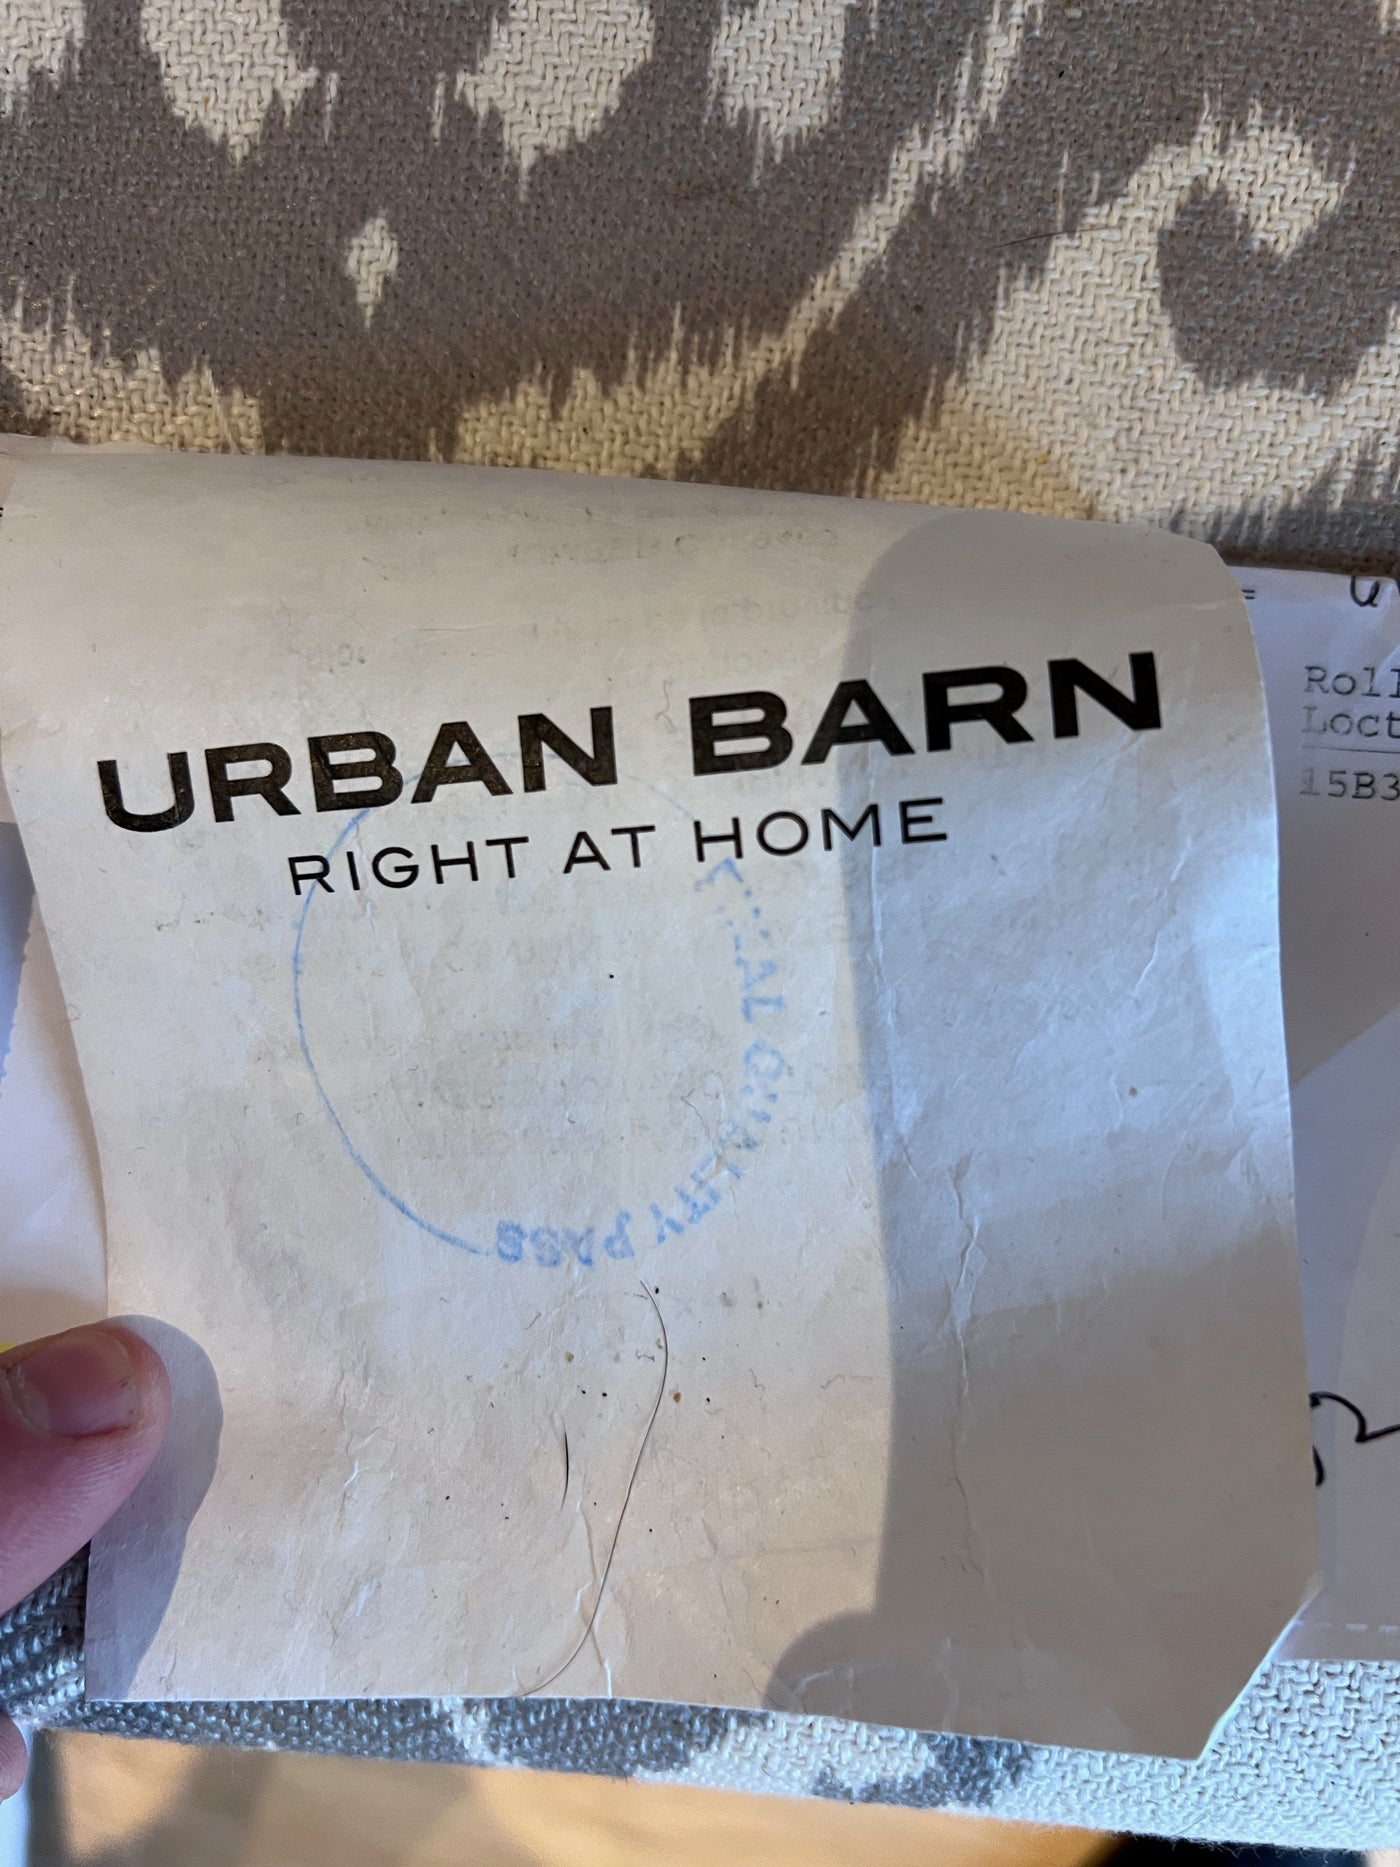 URBAN BARN
RIGHT AT HOME
QUALITY PASS
Roll
Loct
15B3